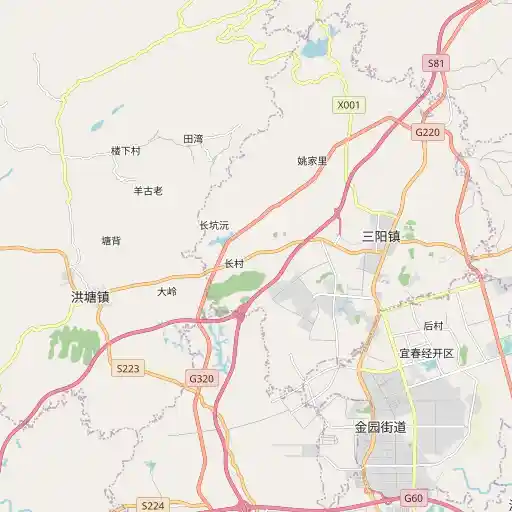 S81
X001
G220
田湾
楼下村
姚家里
羊古老
长坑沅
三阳镇
塘背
长村
大岭
洪塘镇
后村
宜春经开区
S223
G320
金园街道
G60
S224